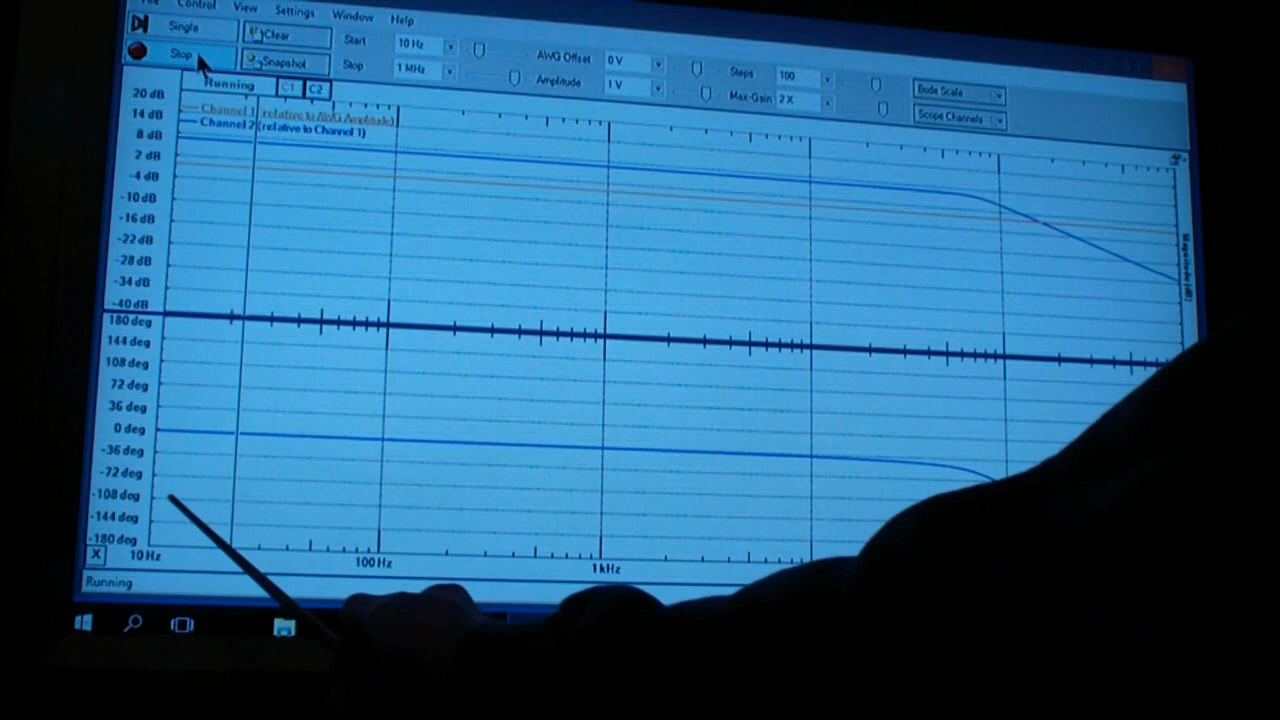 Control View Settings Window Help
Single Clear Start 10 Hz AWG Offset 0 V Steps 100 Bode Scale
Stop Snapshot Stop 1 MHz Amplitude 1 V Max-Gain 2 X Scope Channels
Running C1 C2
Channel 1 (relative to AWG Amplitude)
Channel 2 (relative to Channel 1)
20 dB
14 dB
8 dB
2 dB
-4 dB
-10 dB
-16 dB
-22 dB
-28 dB
-34 dB
-40 dB
180 deg
144 deg
108 deg
72 deg
36 deg
0 deg
-36 deg
-72 deg
-108 deg
-144 deg
-180 deg
X 10 Hz 100 Hz 1 kHz
Running